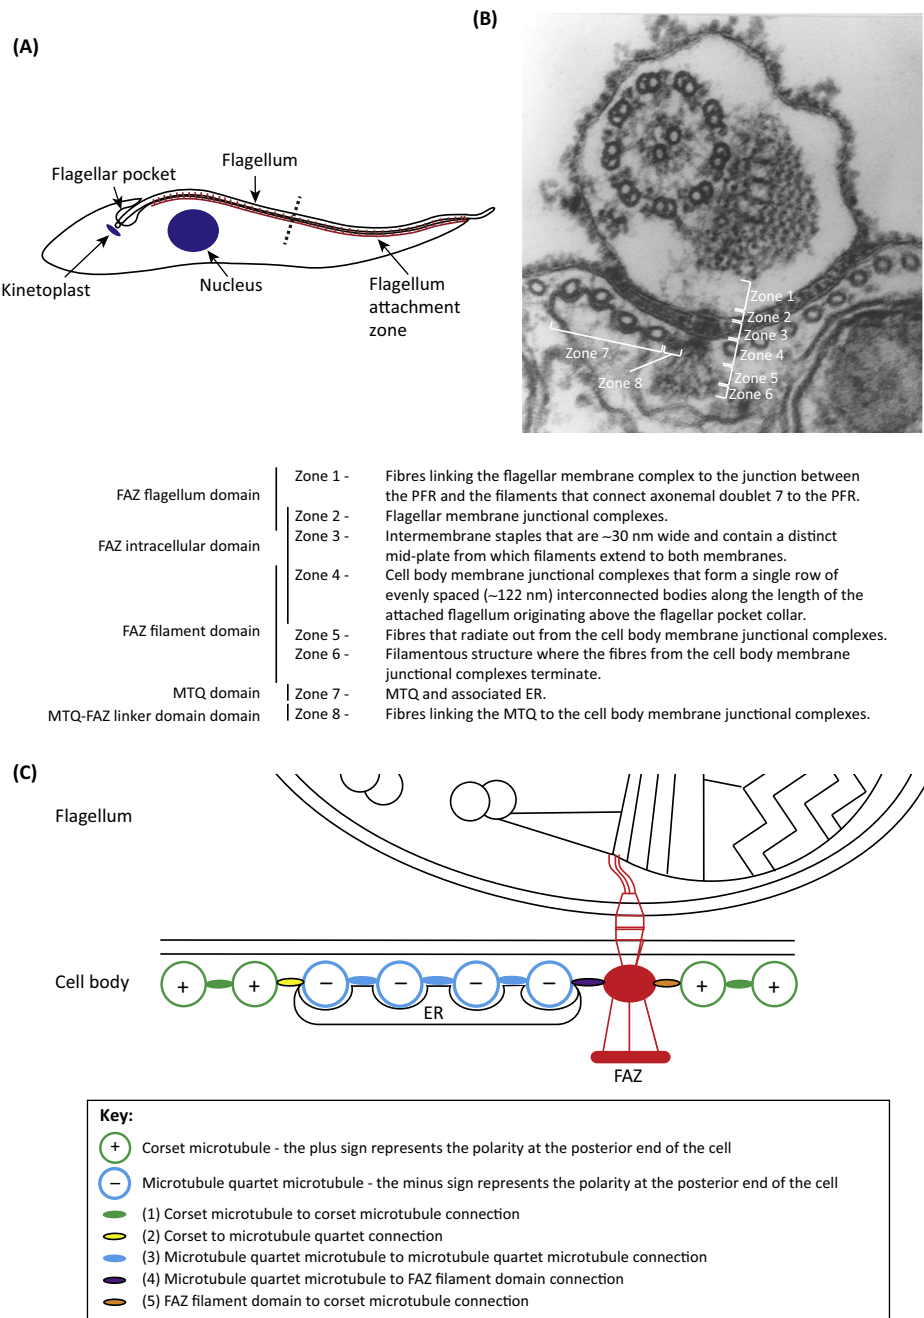 (A)
Flagellar pocket
Flagellum
Kinetoplast
Nucleus
Flagellum
attachment
zone
(B)
Zone 1
Zone 2
Zone 3
Zone 4
Zone 5
Zone 6
Zone 7
Zone 8
FAZ flagellum domain
FAZ intracellular domain
FAZ filament domain
MTQ domain
MTQ-FAZ linker domain domain
Zone 1 - Fibres linking the flagellar membrane complex to the junction between
the PFR and the filaments that connect axonemal doublet 7 to the PFR.
Zone 2 - Flagellar membrane junctional complexes.
Zone 3 - Intermembrane staples that are ~30 nm wide and contain a distinct
mid-plate from which filaments extend to both membranes.
Zone 4 - Cell body membrane junctional complexes that form a single row of
evenly spaced (~122 nm) interconnected bodies along the length of the
attached flagellum originating above the flagellar pocket collar.
Zone 5 - Fibres that radiate out from the cell body membrane junctional complexes.
Zone 6 - Filamentous structure where the fibres from the cell body membrane
junctional complexes terminate.
Zone 7 - MTQ and associated ER.
Zone 8 - Fibres linking the MTQ to the cell body membrane junctional complexes.
(C)
Flagellum
Cell body
+ + − − − − + +
ER
FAZ
Key:
+ Corset microtubule - the plus sign represents the polarity at the posterior end of the cell
− Microtubule quartet microtubule - the minus sign represents the polarity at the posterior end of the cell
(1) Corset microtubule to corset microtubule connection
(2) Corset to microtubule quartet connection
(3) Microtubule quartet microtubule to microtubule quartet microtubule connection
(4) Microtubule quartet microtubule to FAZ filament domain connection
(5) FAZ filament domain to corset microtubule connection